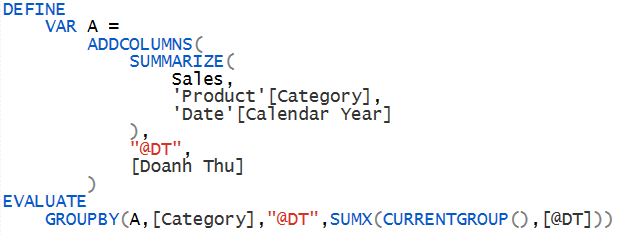 DEFINE
VAR A =
ADDCOLUMNS(
SUMMARIZE(
Sales,
'Product'[Category],
'Date'[Calendar Year]
),
"@DT",
[Doanh Thu]
)
EVALUATE
GROUPBY(A,[Category],"@DT",SUMX(CURRENTGROUP(),[@DT]))